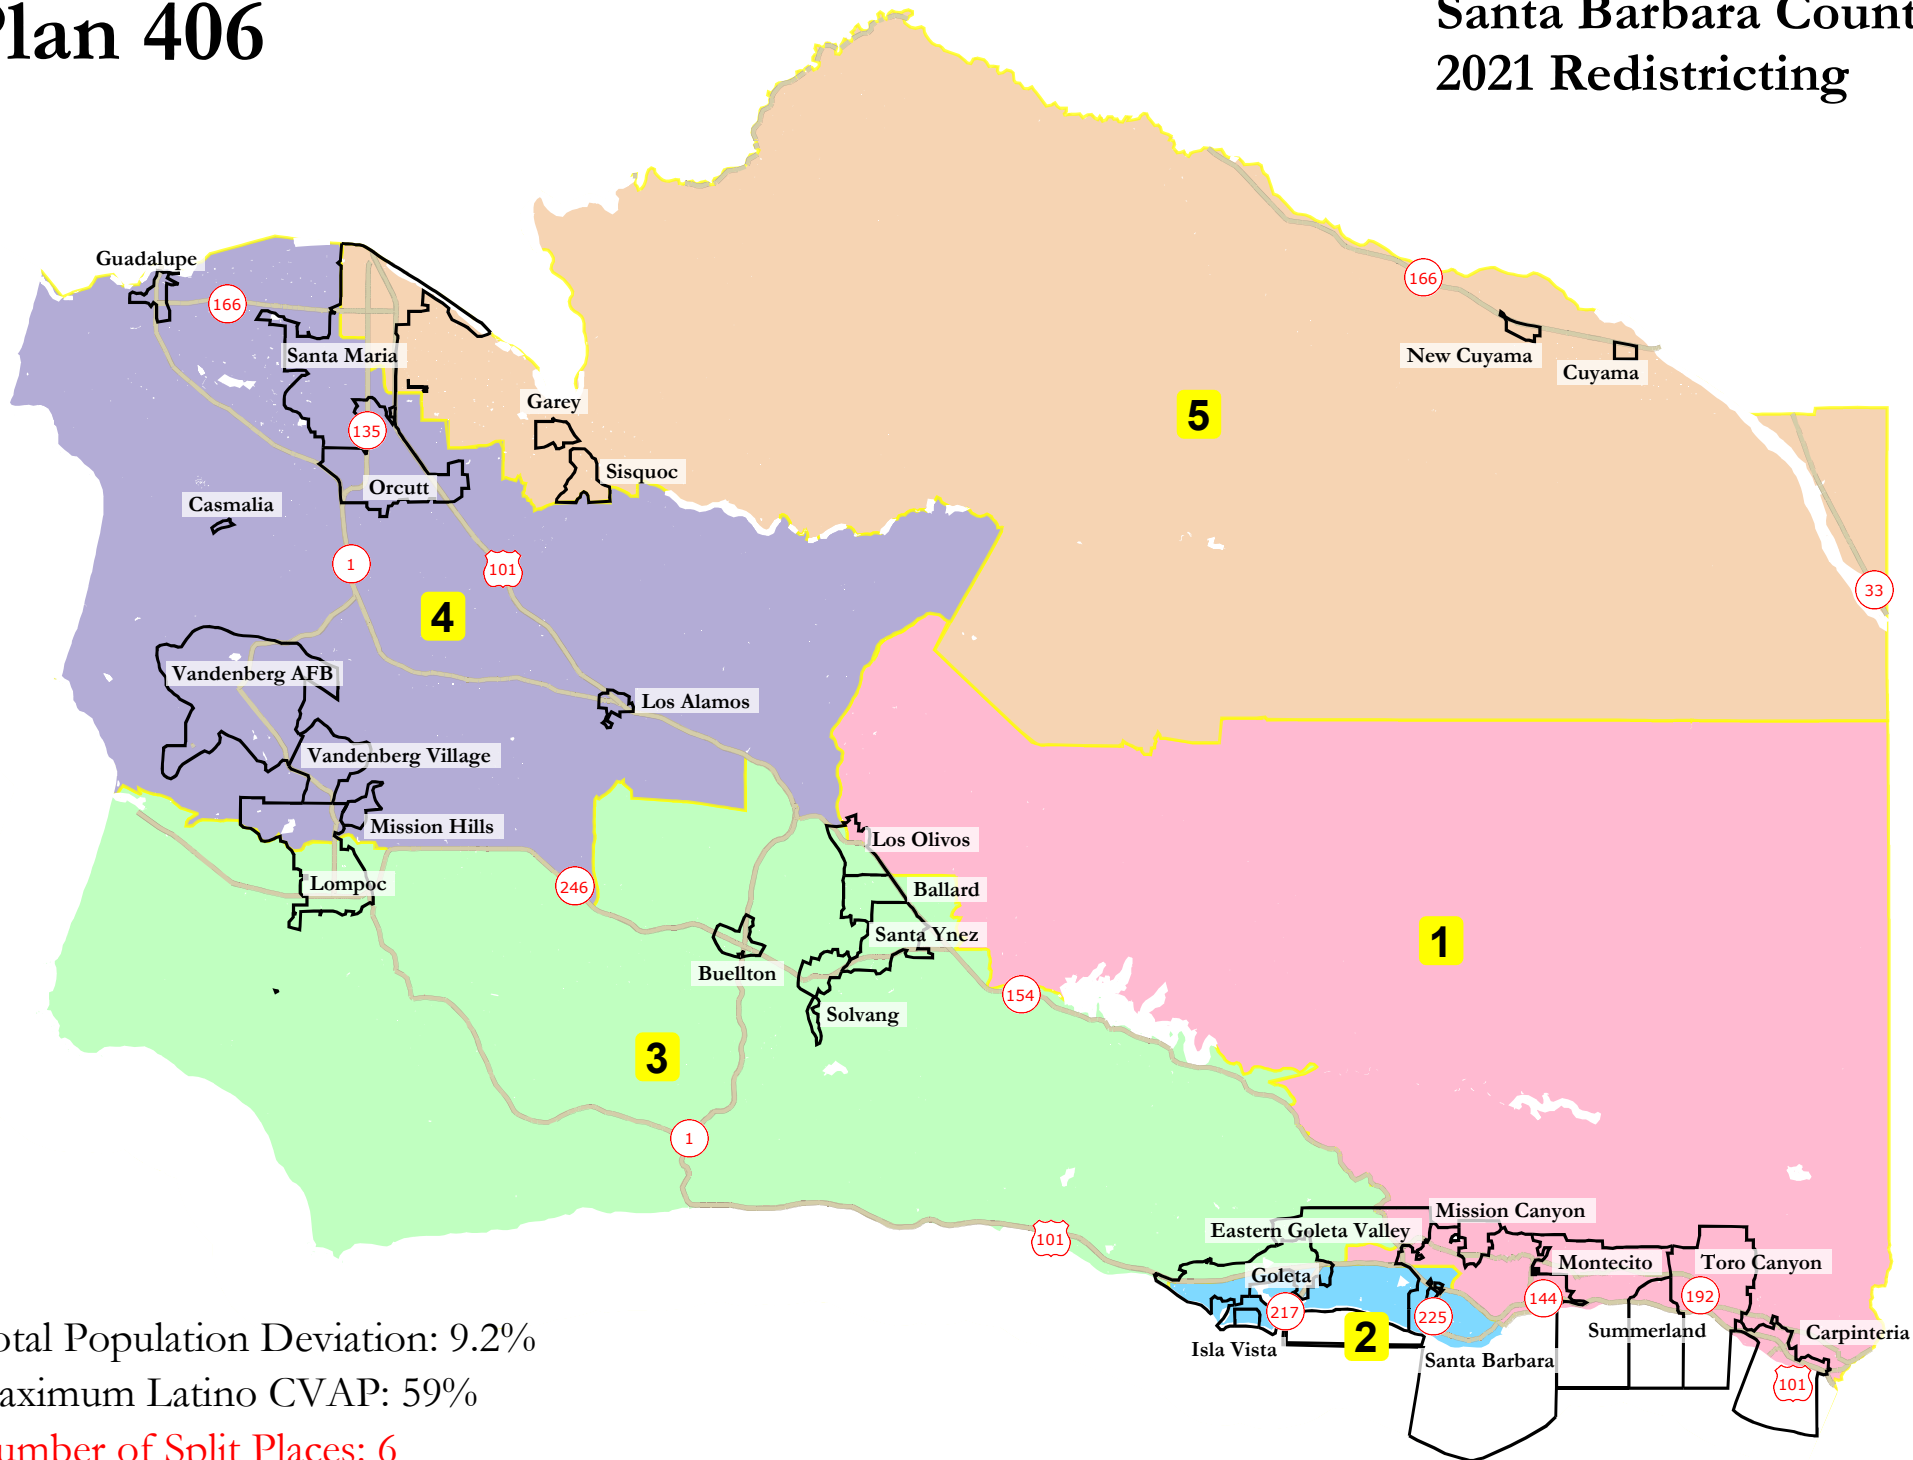 Plan 406
Santa Barbara Count
2021 Redistricting
Guadalupe
166
Santa Maria
135
Orcutt
Casmalia
Garey
Sisquoc
166
New Cuyama
Cuyama
5
33
1
101
4
Vandenberg AFB
Los Alamos
Vandenberg Village
Mission Hills
Lompoc
246
Los Olivos
Ballard
Santa Ynez
Buellton
Solvang
154
1
3
1
101
Mission Canyon
Eastern Goleta Valley
Goleta
Montecito
Toro Canyon
217
225
144
192
2
Isla Vista
Santa Barbara
Summerland
Carpinteria
101
otal Population Deviation: 9.2%
aximum Latino CVAP: 59%
umber of Split Places: 6